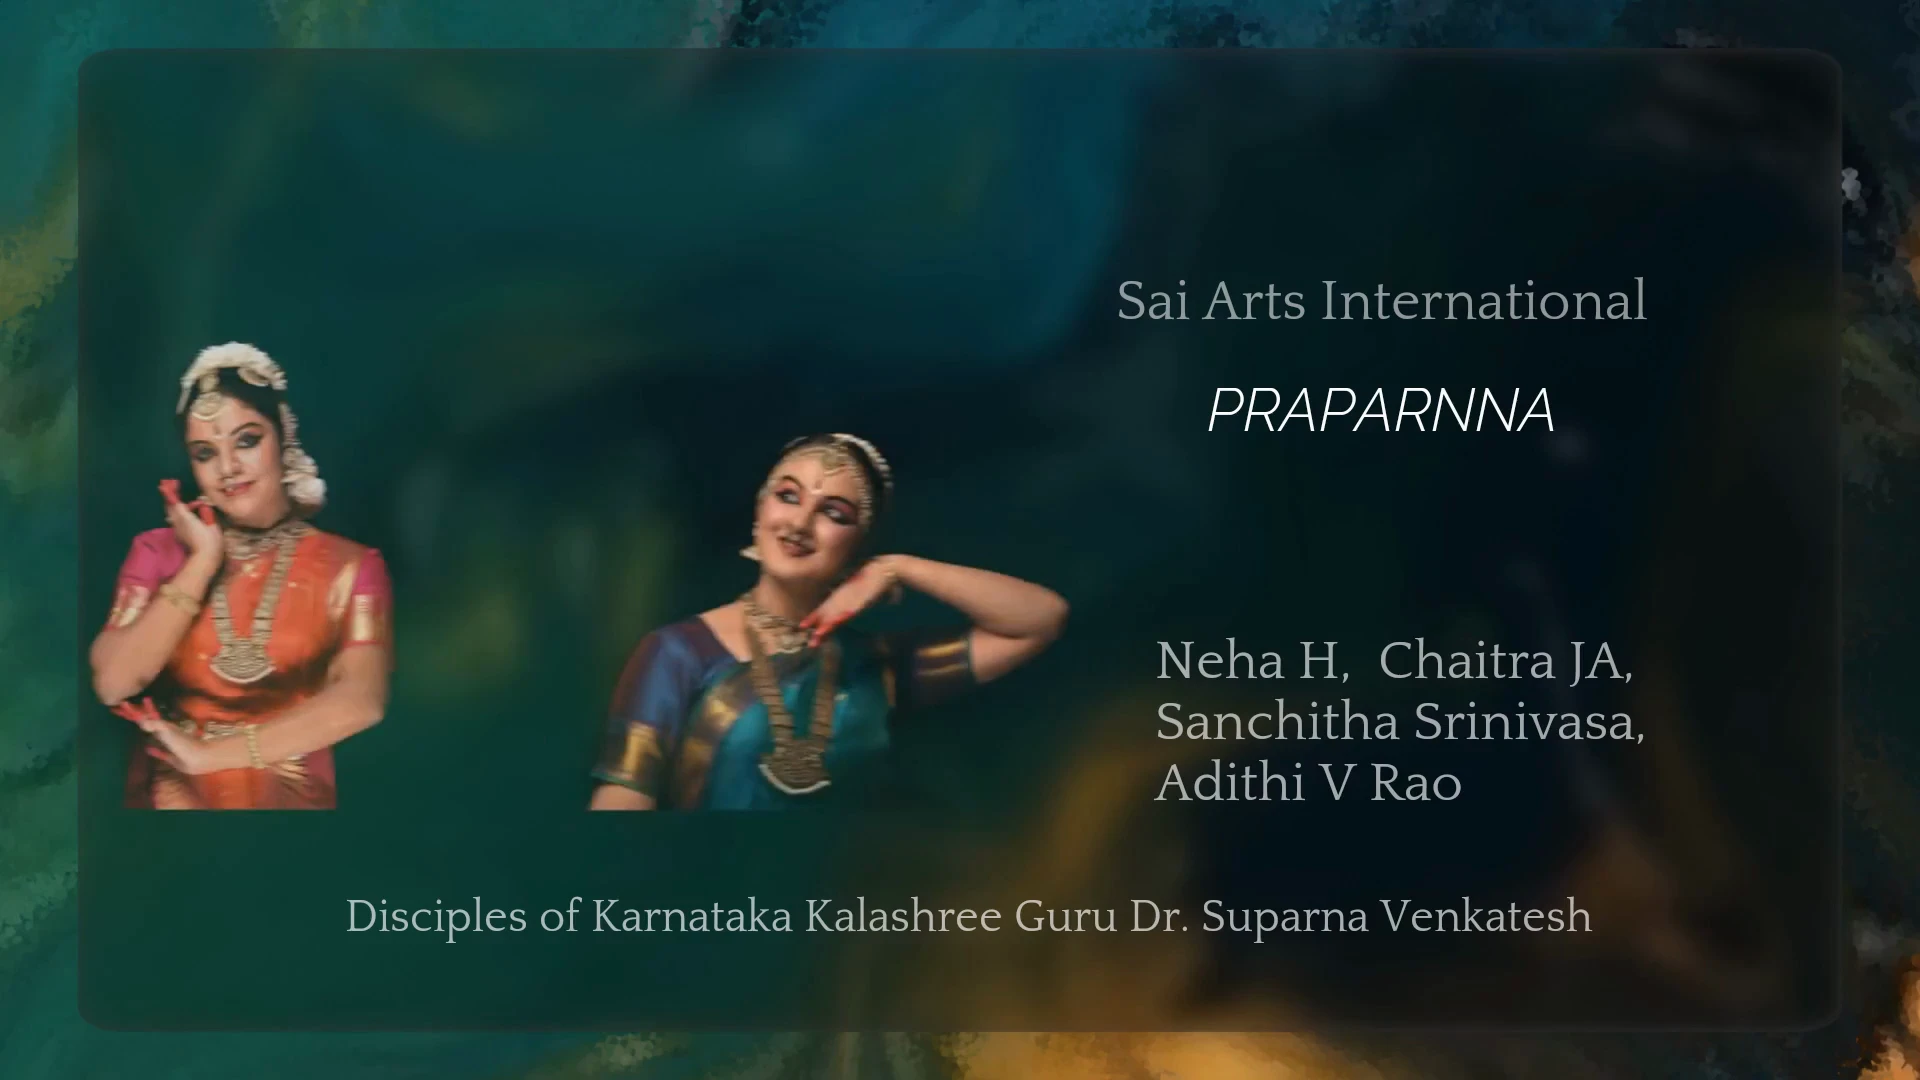 Sai Arts International
PRAPARNNA
Neha H,  Chaitra JA,
Sanchitha Srinivasa,
Adithi V Rao
Disciples of Karnataka Kalashree Guru Dr. Suparna Venkatesh